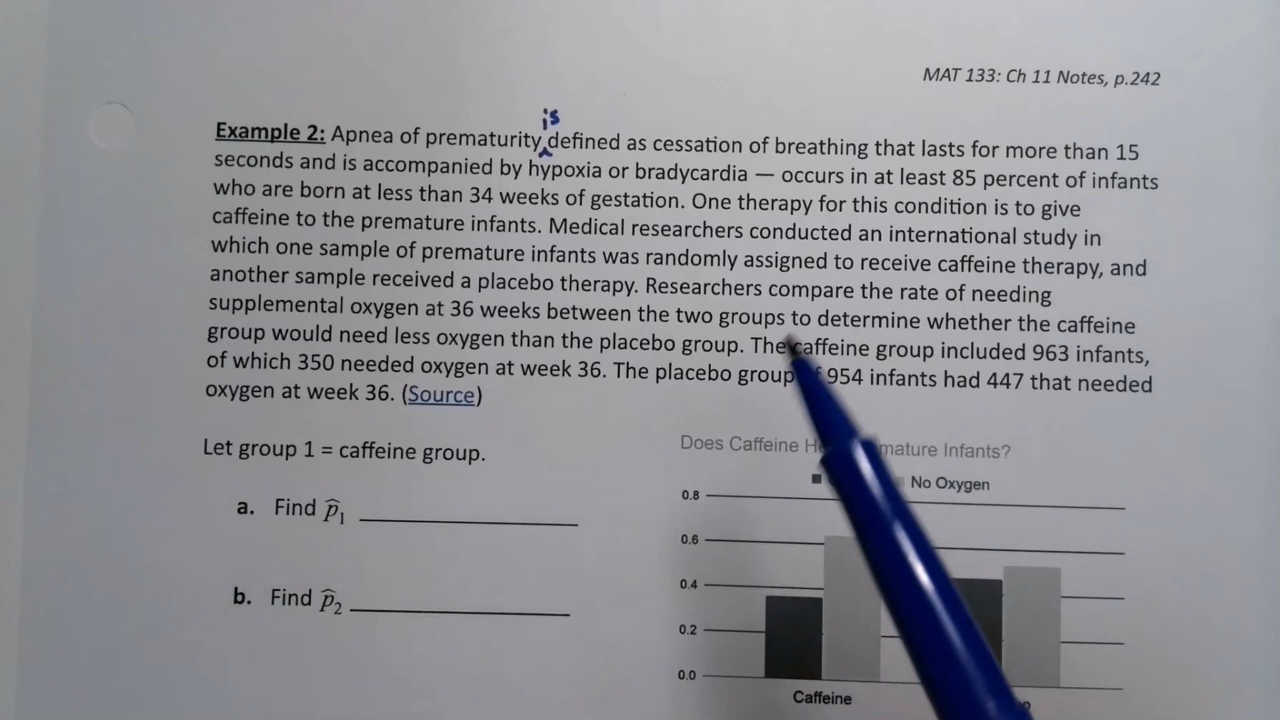 MAT 133: Ch 11 Notes, p.242
is
Example 2: Apnea of prematurity defined as cessation of breathing that lasts for more than 15
seconds and is accompanied by hypoxia or bradycardia — occurs in at least 85 percent of infants
who are born at less than 34 weeks of gestation. One therapy for this condition is to give
caffeine to the premature infants. Medical researchers conducted an international study in
which one sample of premature infants was randomly assigned to receive caffeine therapy, and
another sample received a placebo therapy. Researchers compare the rate of needing
supplemental oxygen at 36 weeks between the two groups to determine whether the caffeine
group would need less oxygen than the placebo group. The caffeine group included 963 infants,
of which 350 needed oxygen at week 36. The placebo group 954 infants had 447 that needed
oxygen at week 36. (Source)
Let group 1 = caffeine group.
a. Find p̂₁
b. Find p̂₂
Does Caffeine Infants?
No Oxygen
0.8
0.6
0.4
0.2
0.0
Caffeine